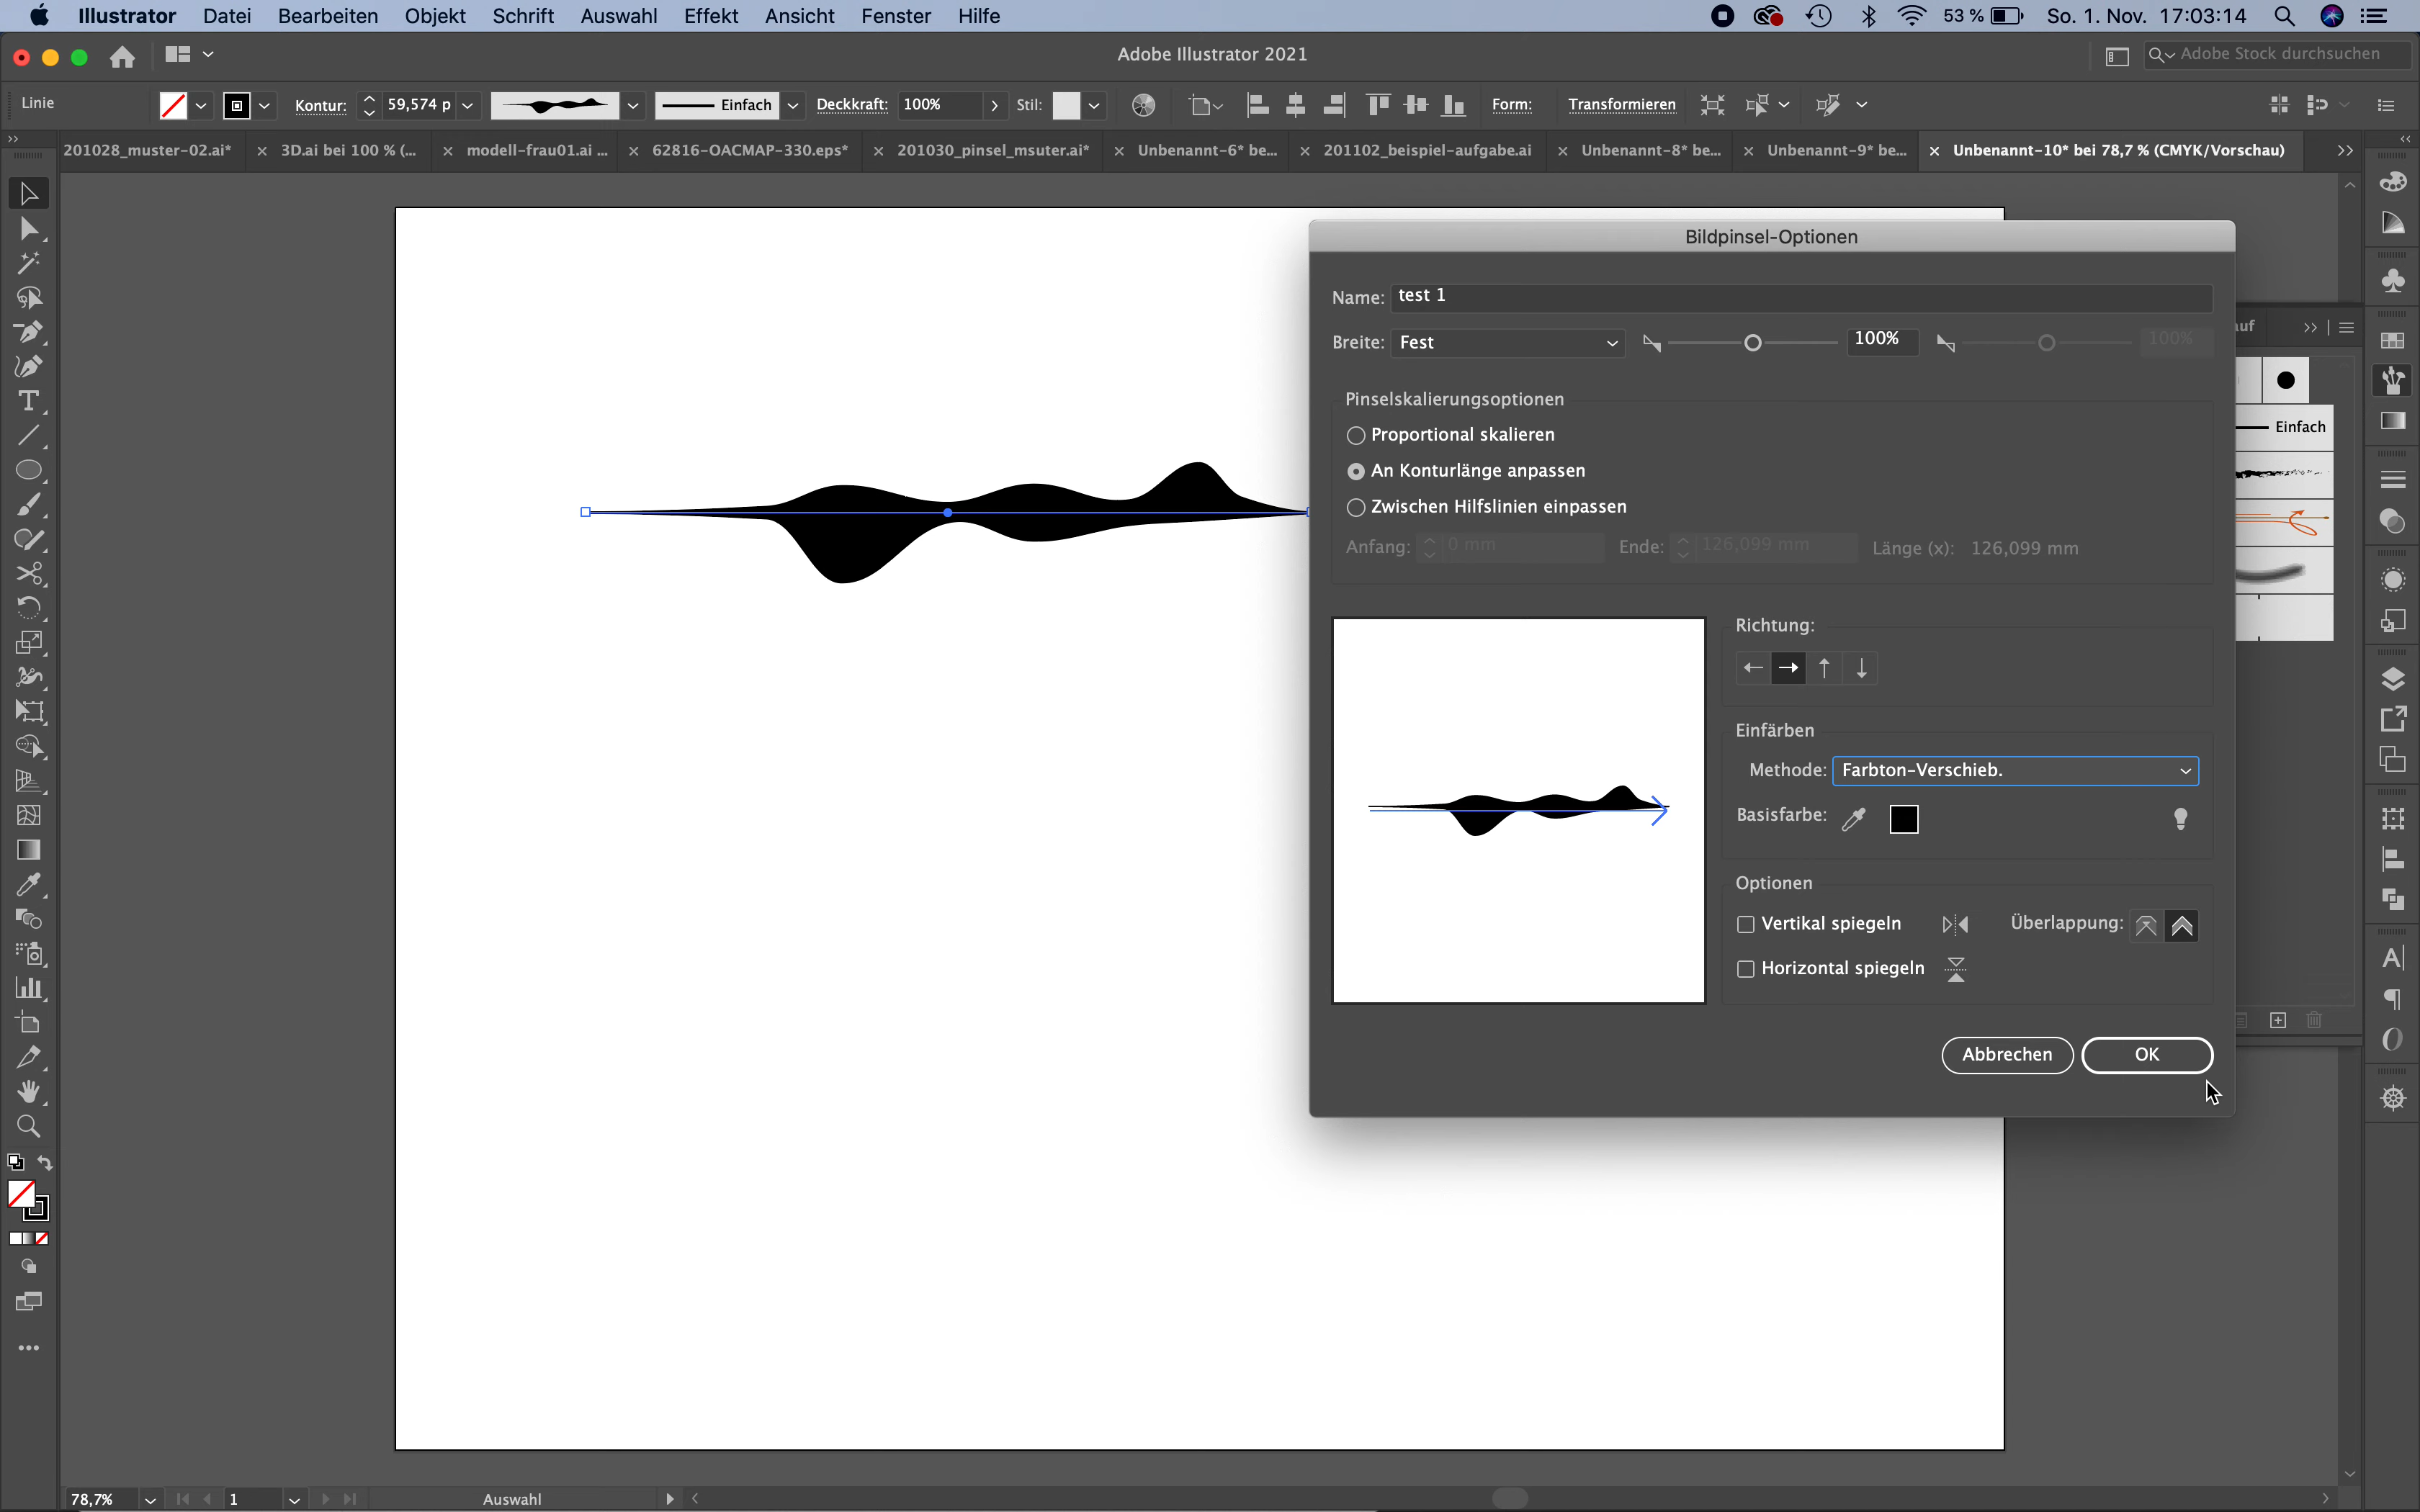 Illustrator Datei Bearbeiten Objekt Schrift Auswahl Effekt Ansicht Fenster Hilfe 53 % So. 1. Nov. 17:03:14
Adobe Illustrator 2021 Adobe Stock durchsuchen
Linie Kontur: 59,574 p Einfach Deckkraft: 100% Stil: Form: Transformieren
201028_muster-02.ai* 3D.ai bei 100 % (... modell-frau01.ai ... 62816-OACMAP-330.eps* 201030_pinsel_msuter.ai* Unbenannt-6* be... 201102_beispiel-aufgabe.ai Unbenannt-8* be... Unbenannt-9* be... Unbenannt-10* bei 78,7 % (CMYK/Vorschau)
Bildpinsel-Optionen
Name: test 1
Breite: Fest 100% 100%
Pinselskalierungsoptionen
Proportional skalieren
An Konturlänge anpassen
Zwischen Hilfslinien einpassen
Anfang: 0 mm Ende: 126,099 mm Länge (x): 126,099 mm
Richtung:
Einfärben
Methode: Farbton-Verschieb.
Basisfarbe:
Optionen
Vertikal spiegeln Überlappung:
Horizontal spiegeln
Abbrechen OK
uf
Einfach
78,7% 1 Auswahl